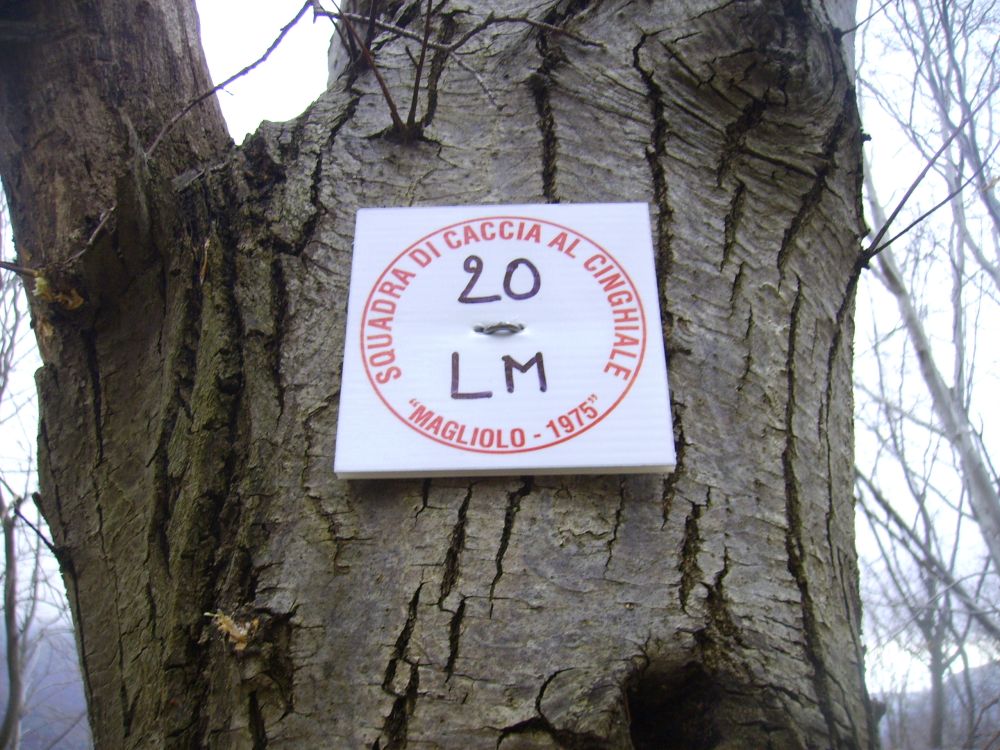 SQUADRA DI CACCIA AL CINGHIALE
20
LM
"MAGLIOLO - 1975"